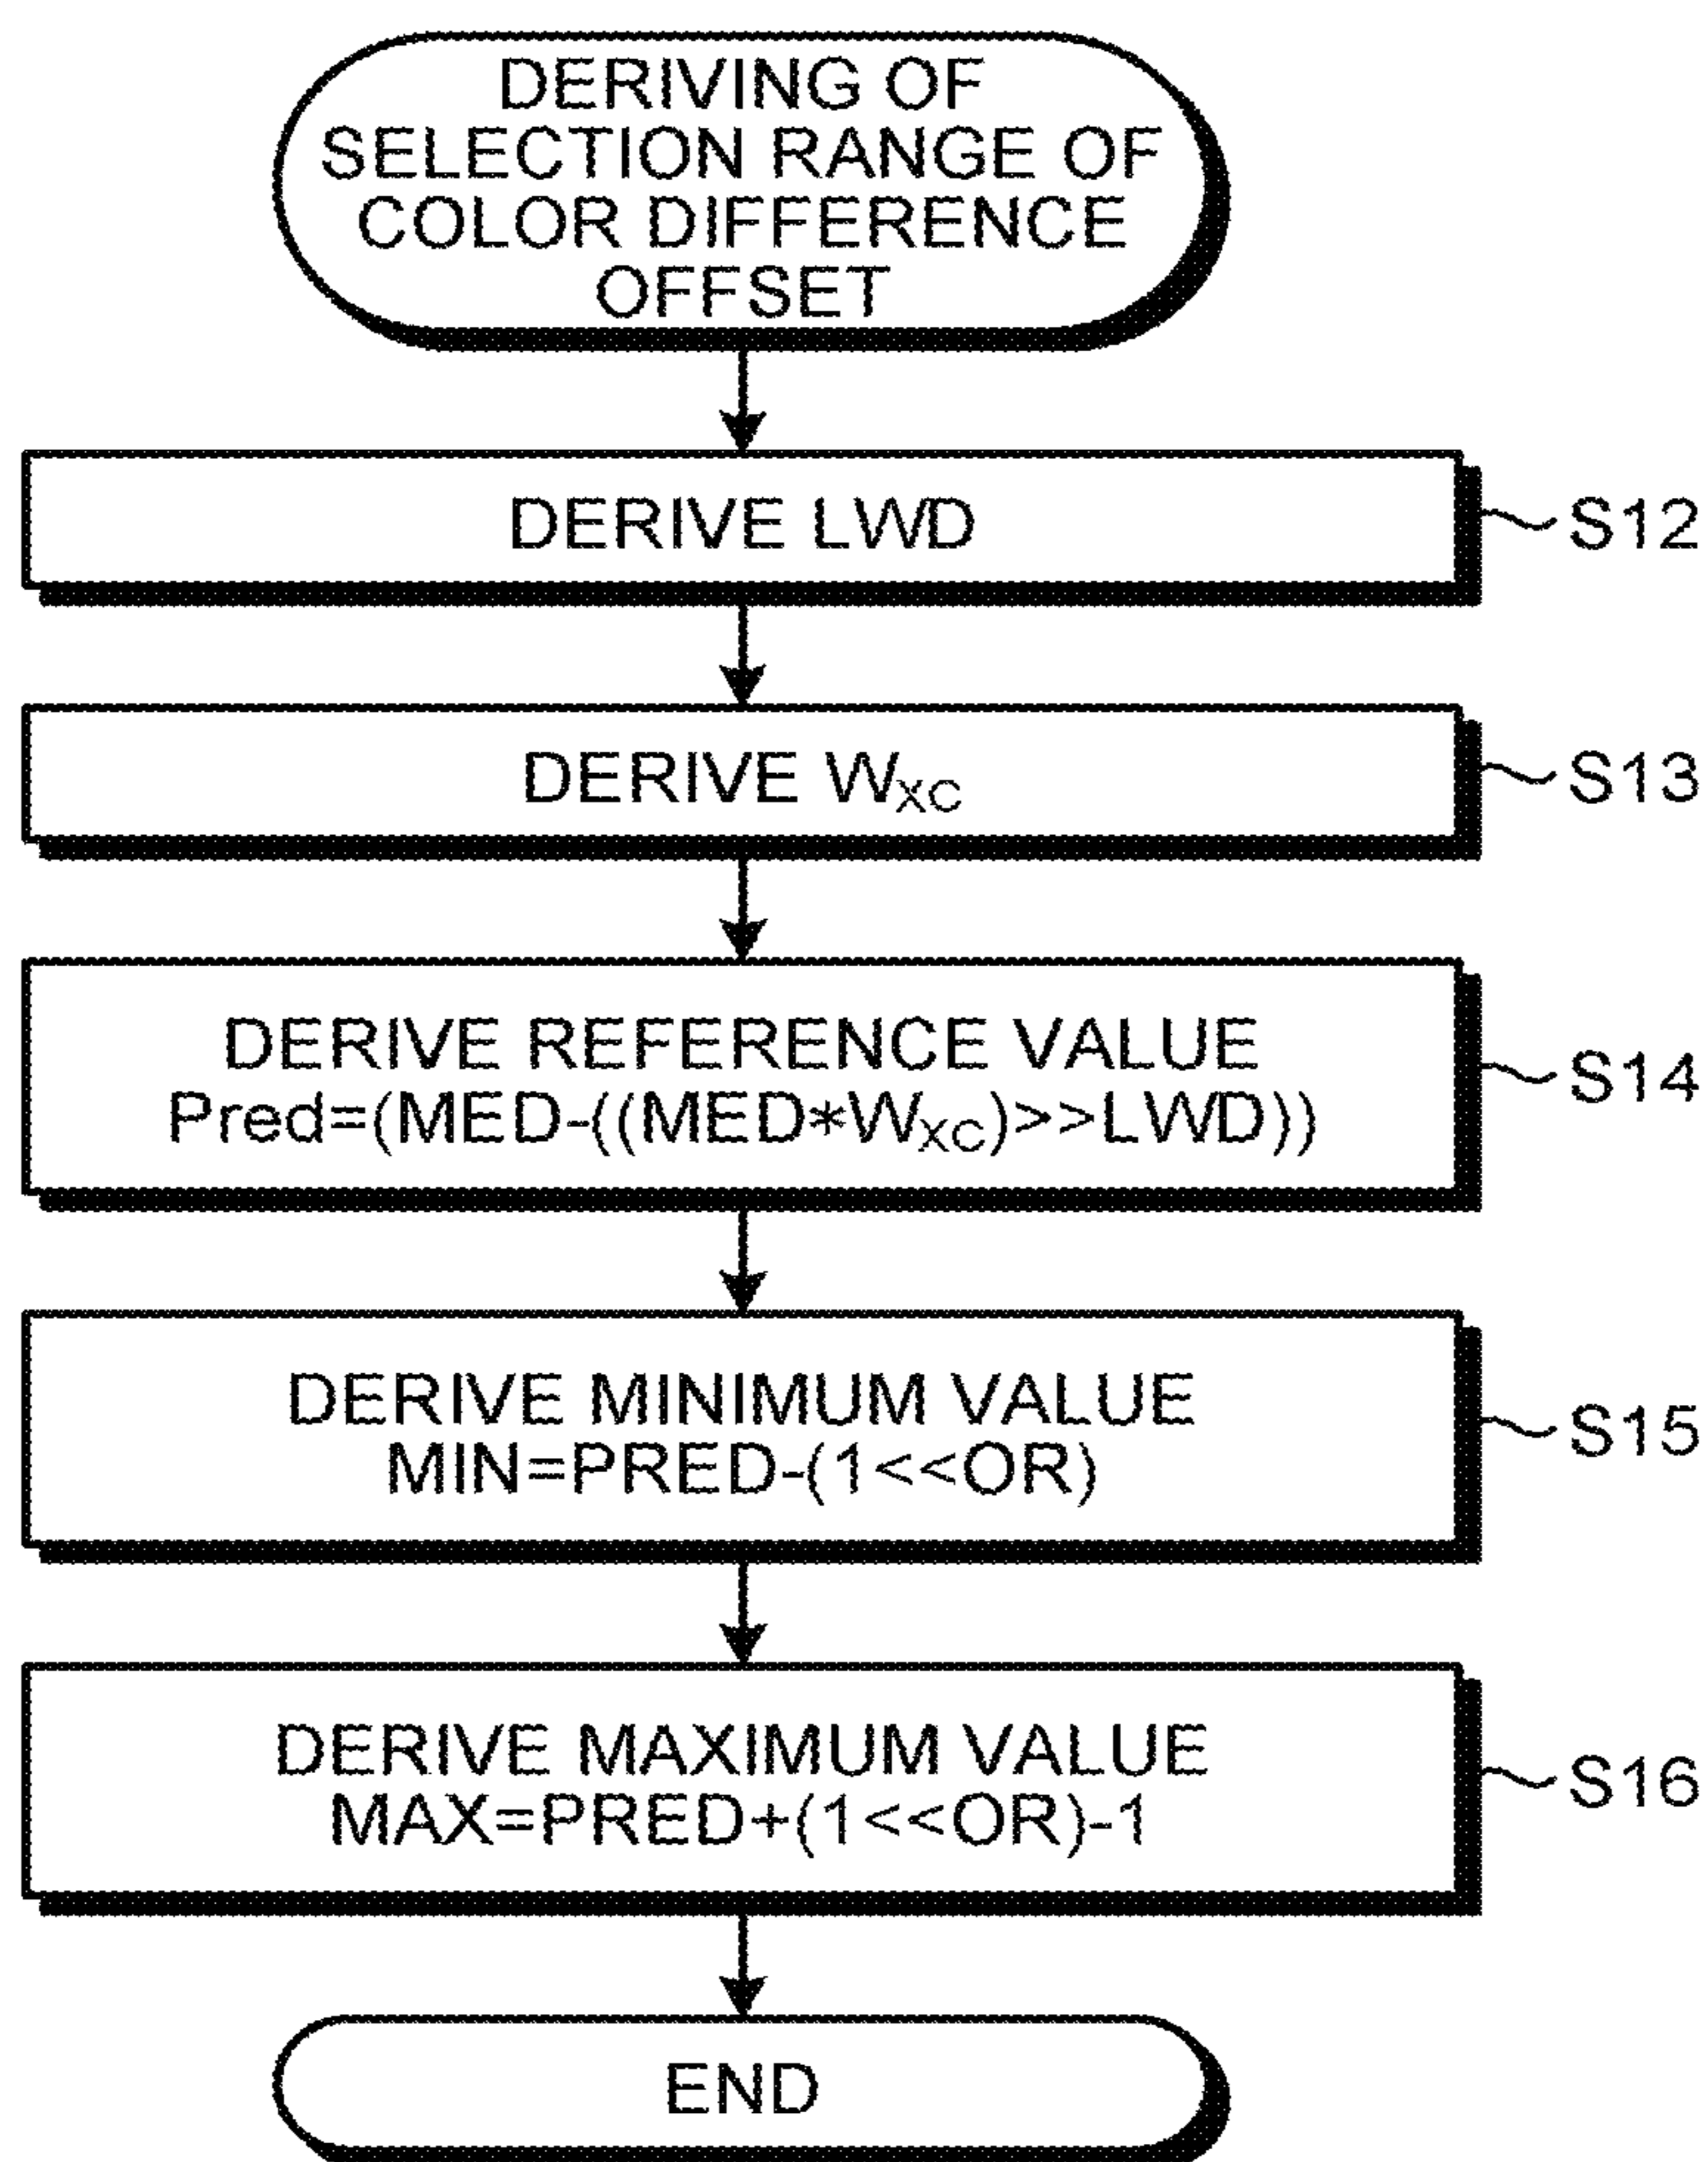 DERIVING OF
SELECTION RANGE OF
COLOR DIFFERENCE
OFFSET
DERIVE LWD
S12
DERIVE WXC
S13
DERIVE REFERENCE VALUE
Pred=(MED-((MED*WXC)>>LWD))
S14
DERIVE MINIMUM VALUE
MIN=PRED-(1<<OR)
S15
DERIVE MAXIMUM VALUE
MAX=PRED+(1<<OR)-1
S16
END